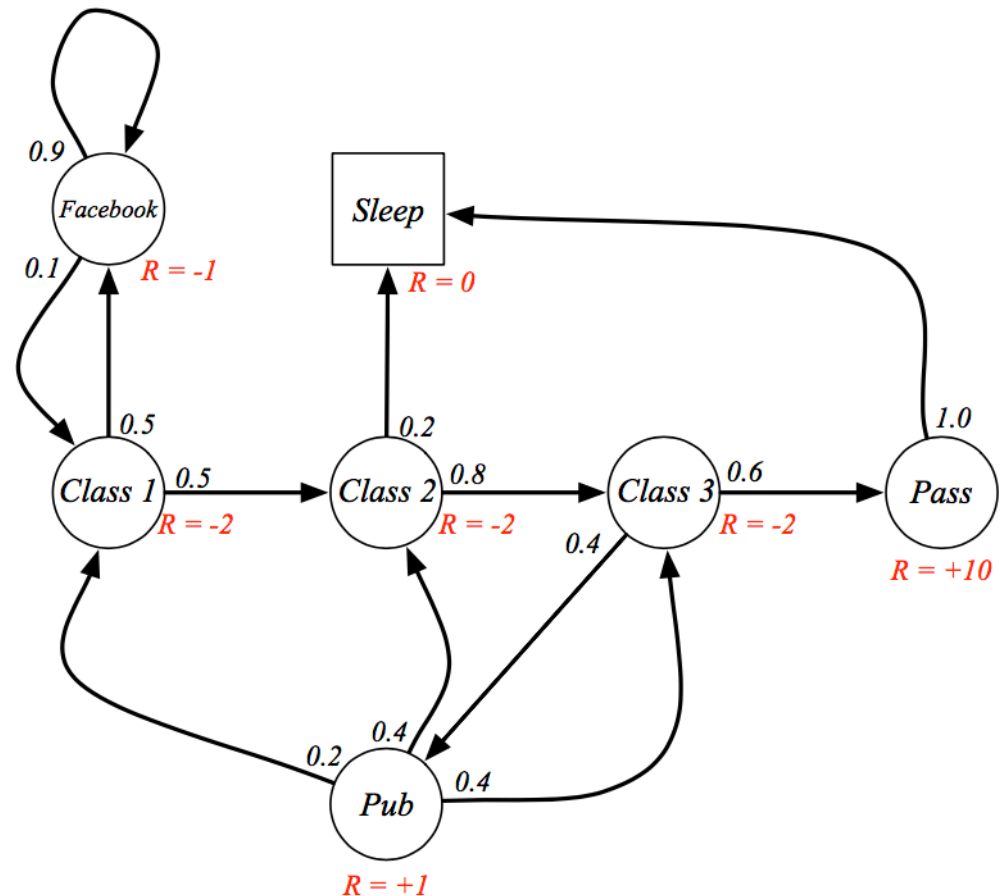 0.9
Facebook
Sleep
0.1
R = -1
R = 0
0.5
0.2
1.0
Class 1
0.5
Class 2
0.8
Class 3
0.6
Pass
R = -2
R = -2
R = -2
0.4
R = +10
0.4
0.2
0.4
Pub
R = +1